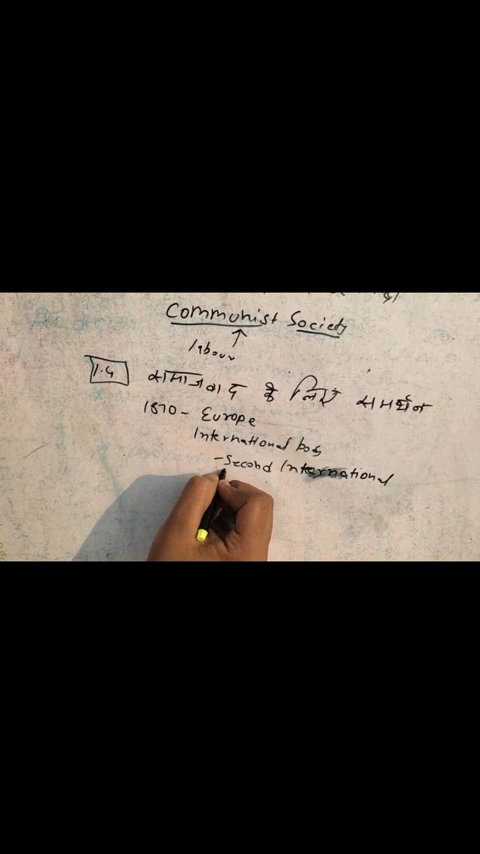 Communist Society
↑
labour
1.4 समाजवाद के लिए समर्थन
1870 - Europe
International body
- Second International